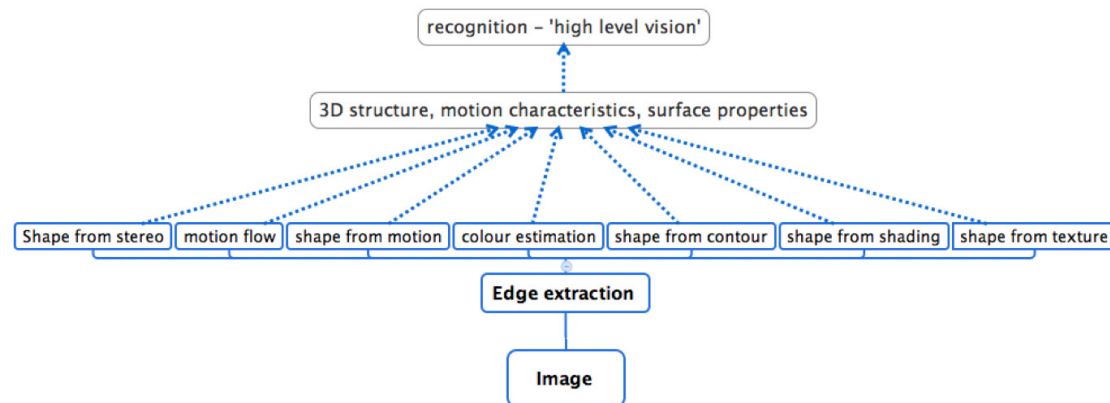 recognition – 'high level vision'
3D structure, motion characteristics, surface properties
Shape from stereo
motion flow
shape from motion
colour estimation
shape from contour
shape from shading
shape from texture
Edge extraction
Image